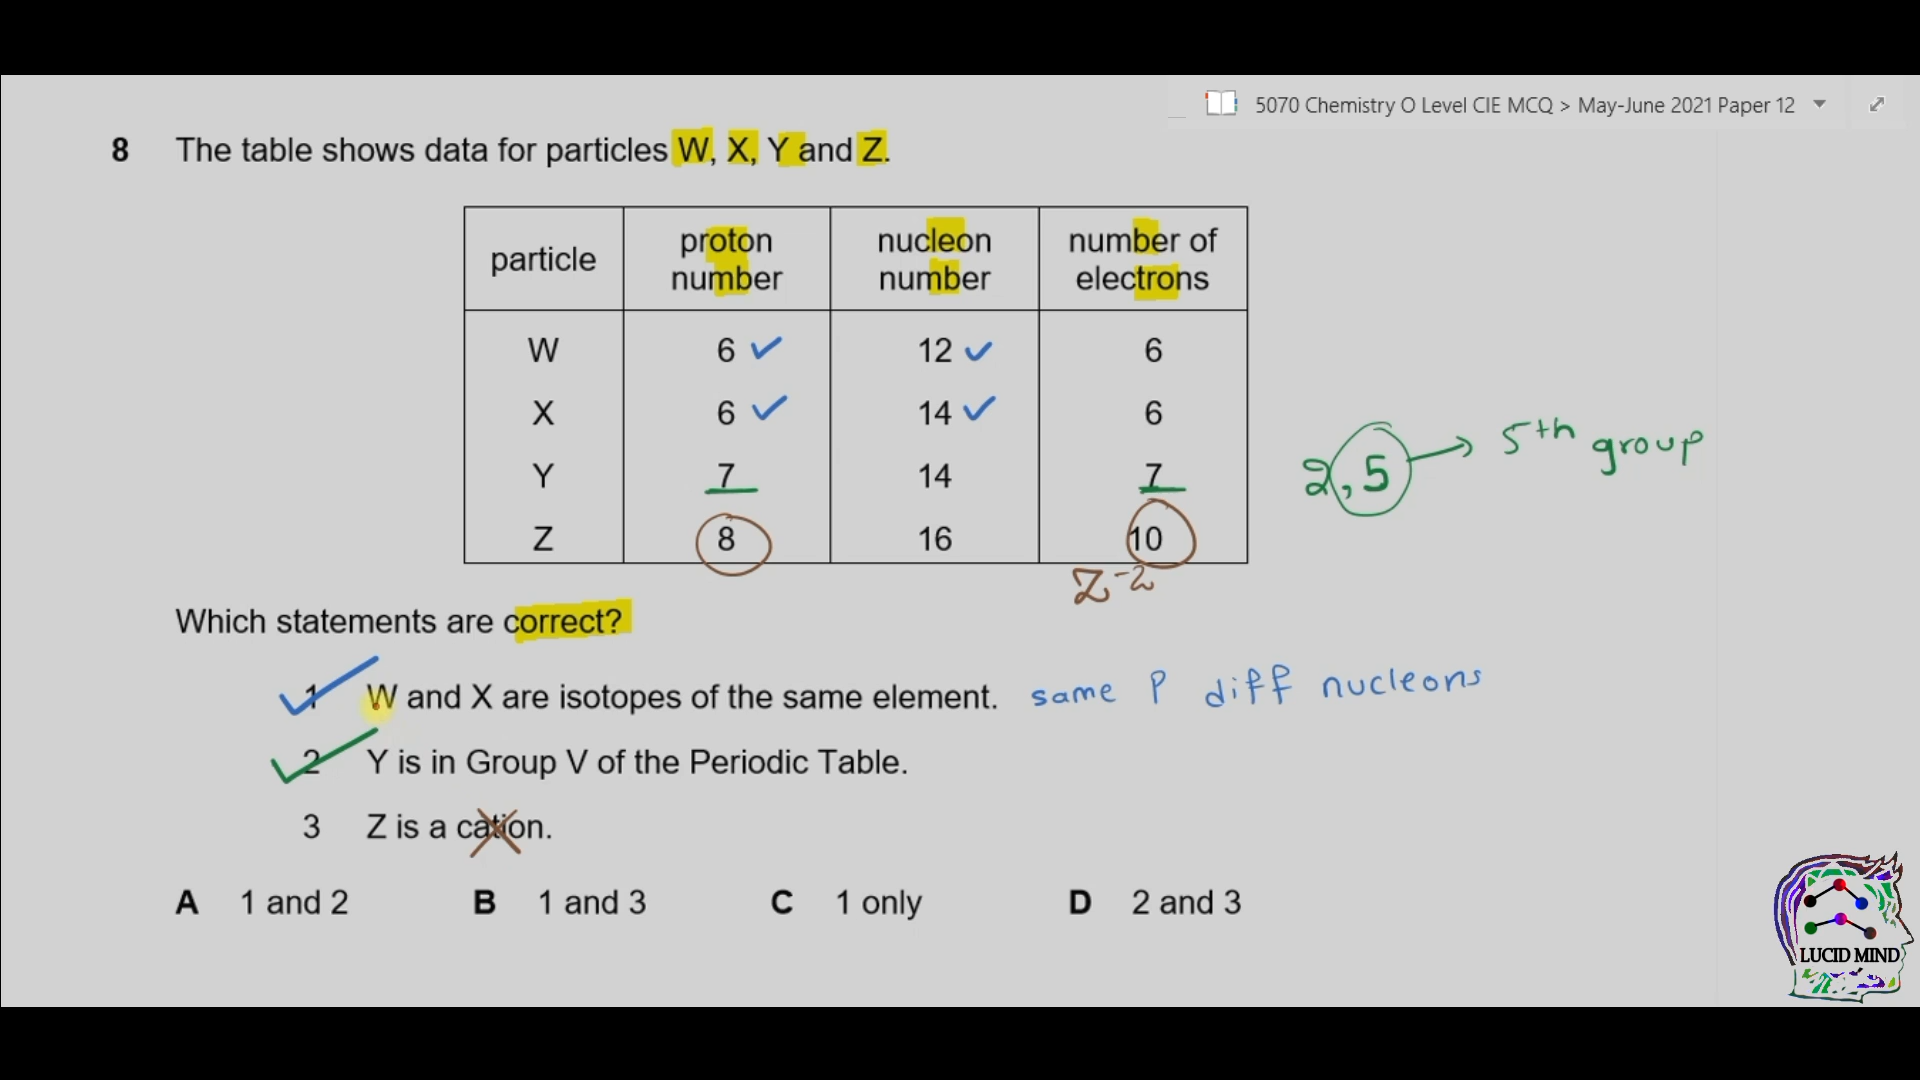 5070 Chemistry O Level CIE MCQ > May-June 2021 Paper 12
8 The table shows data for particles W, X, Y and Z.
particle proton number nucleon number number of electrons
W 6 12 6
X 6 14 6
Y 7 14 7
2,5 → 5th group
Z 8 16 10
Z -2
Which statements are correct?
1 W and X are isotopes of the same element. same P diff nucleons
2 Y is in Group V of the Periodic Table.
3 Z is a cation.
A 1 and 2 B 1 and 3 C 1 only D 2 and 3
LUCID MIND